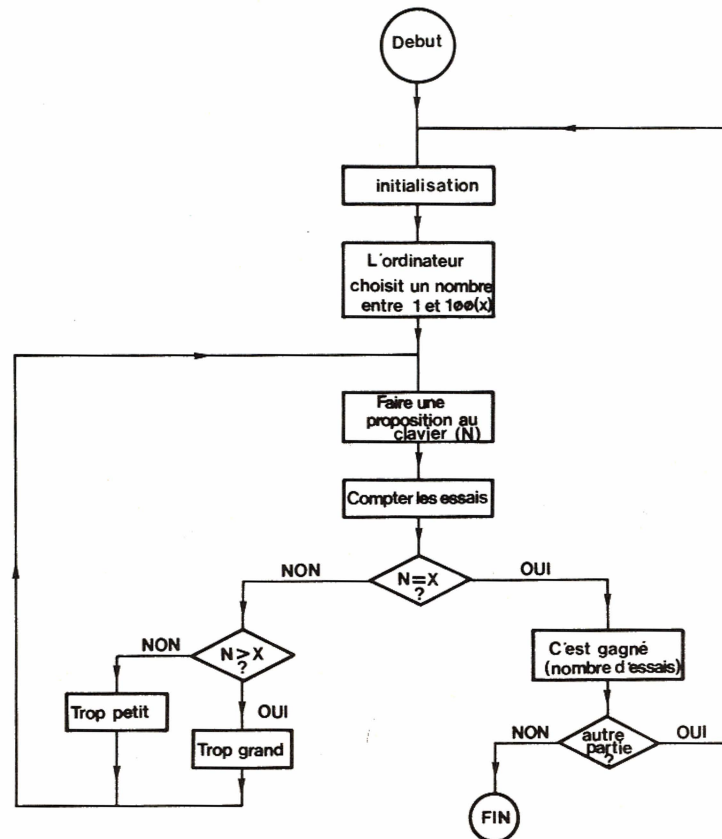 Debut
initialisation
L'ordinateur
choisit un nombre
entre 1 et 1øø(x)
Faire une
proposition au
clavier (N)
Compter les essais
NON
N=X
?
OUI
NON
N>X
?
C'est gagné
(nombre d'essais)
Trop petit
OUI
Trop grand
NON
autre
partie
?
OUI
FIN